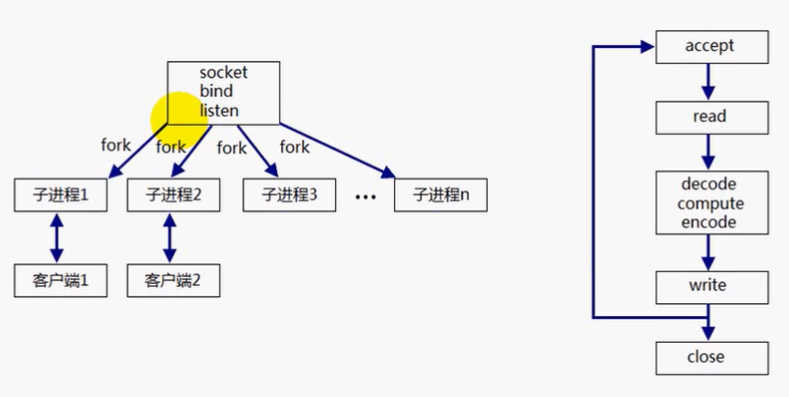 socket
bind
listen
fork
fork
fork
fork
子进程1
子进程2
子进程3
...
子进程n
客户端1
客户端2
accept
read
decode
compute
encode
write
close